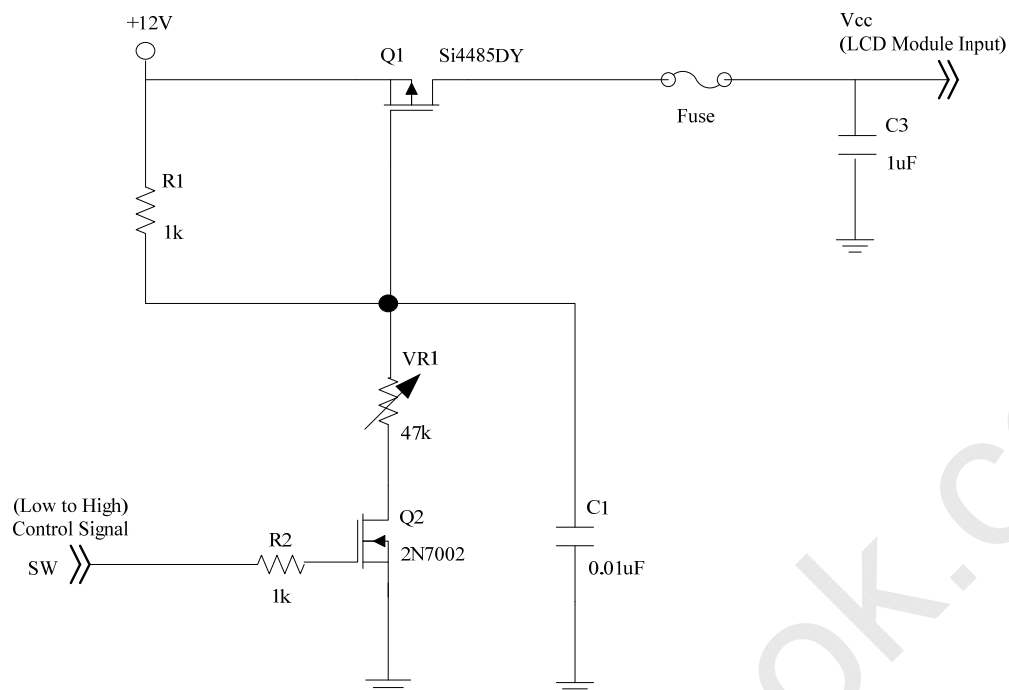 +12V
Q1
Si4485DY
Vcc
(LCD Module Input)
Fuse
C3
1uF
R1
1k
VR1
47k
(Low to High)
Control Signal
SW
R2
1k
Q2
2N7002
C1
0.01uF
ok.c